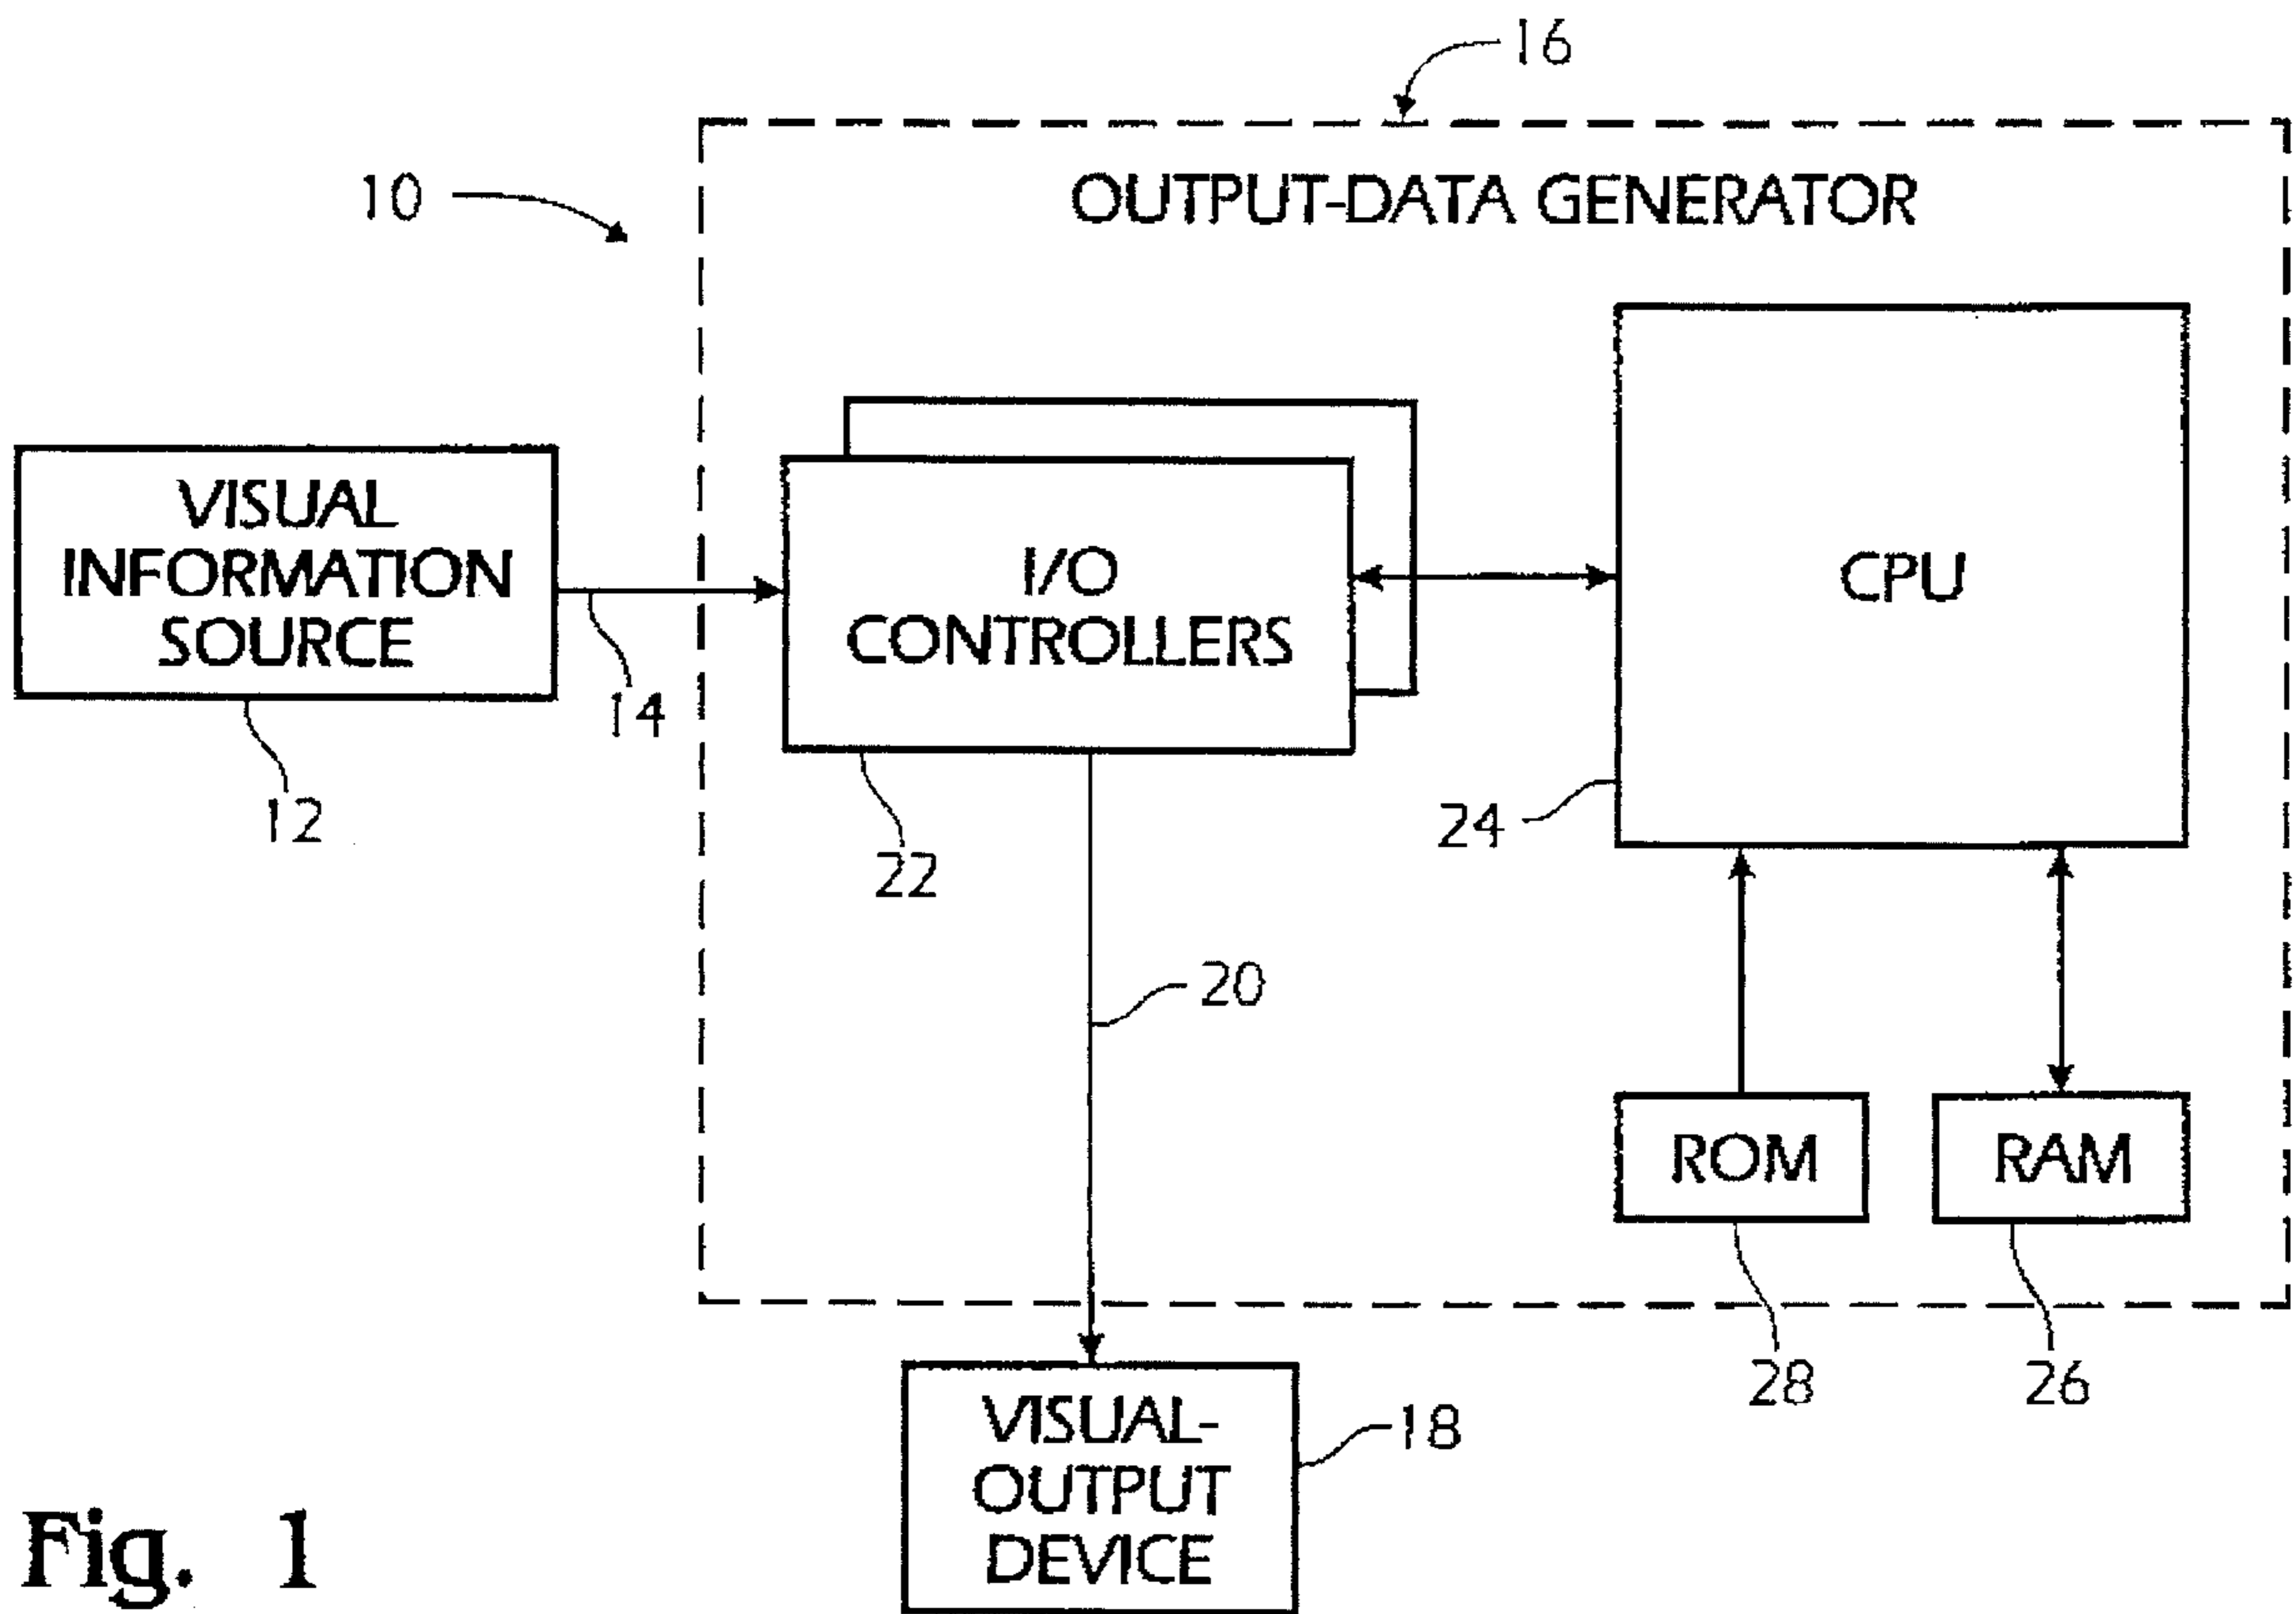 16
10
OUTPUT-DATA GENERATOR
VISUAL
INFORMATION
SOURCE
I/O
CONTROLLERS
CPU
14
12
22
24
20
ROM
RAM
28
26
VISUAL-
OUTPUT
DEVICE
18
Fig. 1